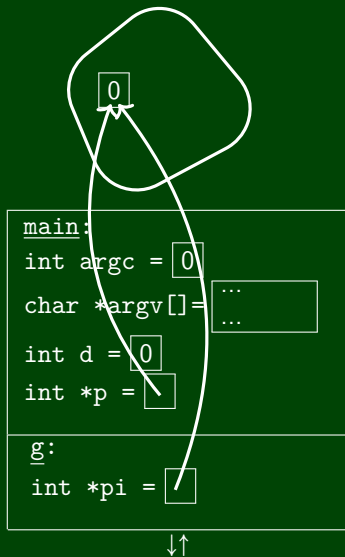 0
main:
int argc = 0
char *argv[]= ...
...
int d = 0
int *p =
g:
int *pi =
↓↑